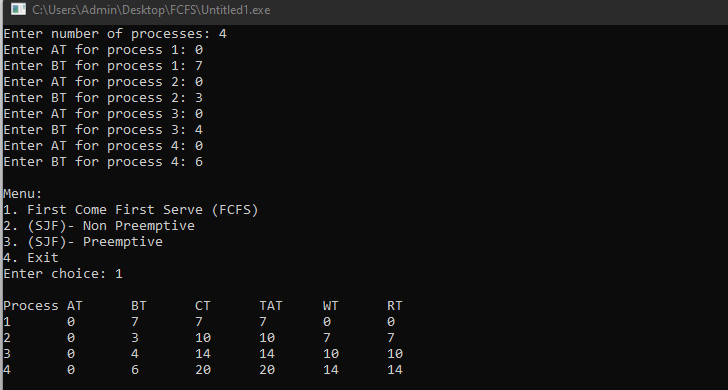 C:\Users\Admin\Desktop\FCFS\Untitled1.exe
Enter number of processes: 4
Enter AT for process 1: 0
Enter BT for process 1: 7
Enter AT for process 2: 0
Enter BT for process 2: 3
Enter AT for process 3: 0
Enter BT for process 3: 4
Enter AT for process 4: 0
Enter BT for process 4: 6
Menu:
1. First Come First Serve (FCFS)
2. (SJF)- Non Preemptive
3. (SJF)- Preemptive
4. Exit
Enter choice: 1
Process AT BT CT TAT WT RT
1 0 7 7 7 0 0
2 0 3 10 10 7 7
3 0 4 14 14 10 10
4 0 6 20 20 14 14